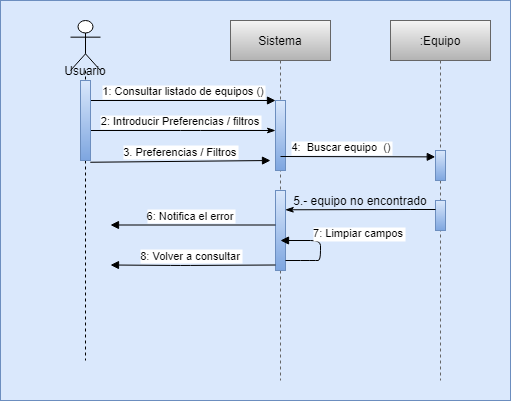 Sistema
:Equipo
Usuario
1: Consultar listado de equipos ()
2: Introducir Preferencias / filtros
3. Preferencias / Filtros
4: Buscar equipo ()
5.- equipo no encontrado
6: Notifica el error
7: Limpiar campos
8: Volver a consultar